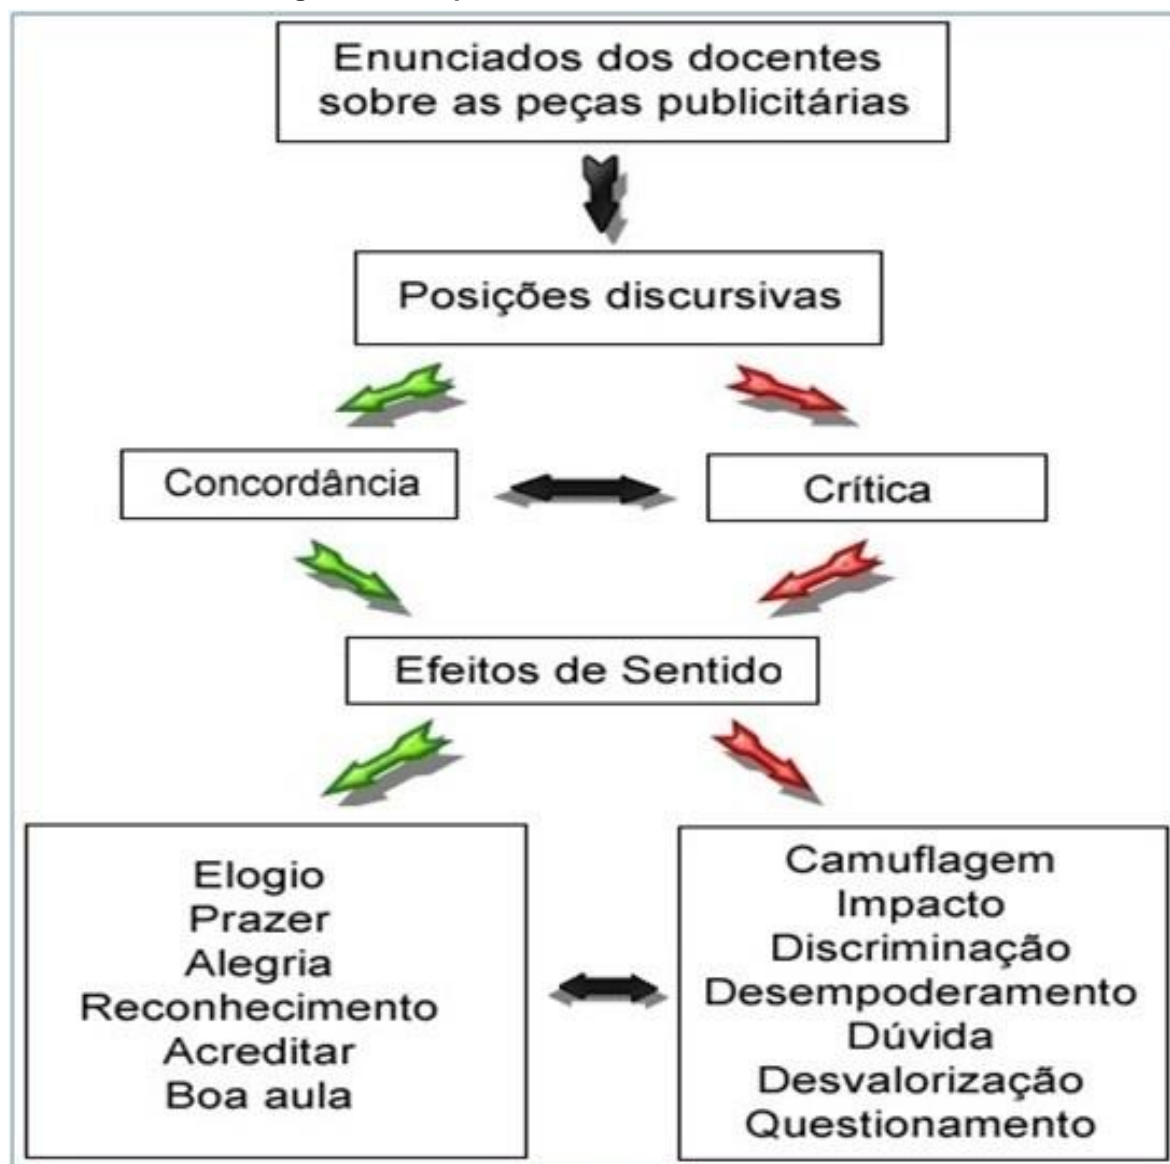 Enunciados dos docentes
sobre as peças publicitárias
Posições discursivas
Concordância
Crítica
Efeitos de Sentido
Elogio
Prazer
Alegria
Reconhecimento
Acreditar
Boa aula
Camuflagem
Impacto
Discriminação
Desempoderamento
Dúvida
Desvalorização
Questionamento